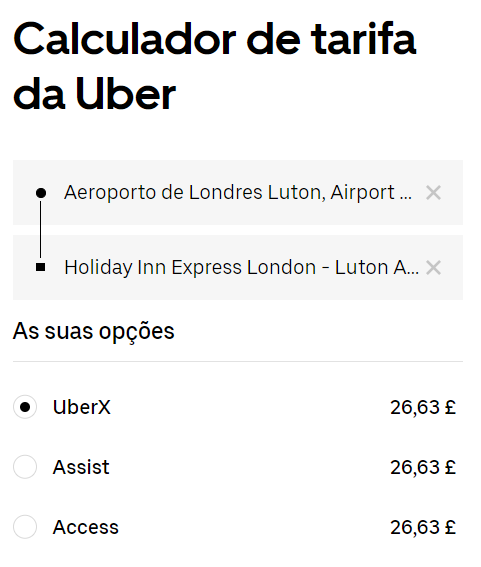 Calculador de tarifa
da Uber
Aeroporto de Londres Luton, Airport ...
Holiday Inn Express London - Luton A...
As suas opções
UberX 26,63 £
Assist 26,63 £
Access 26,63 £